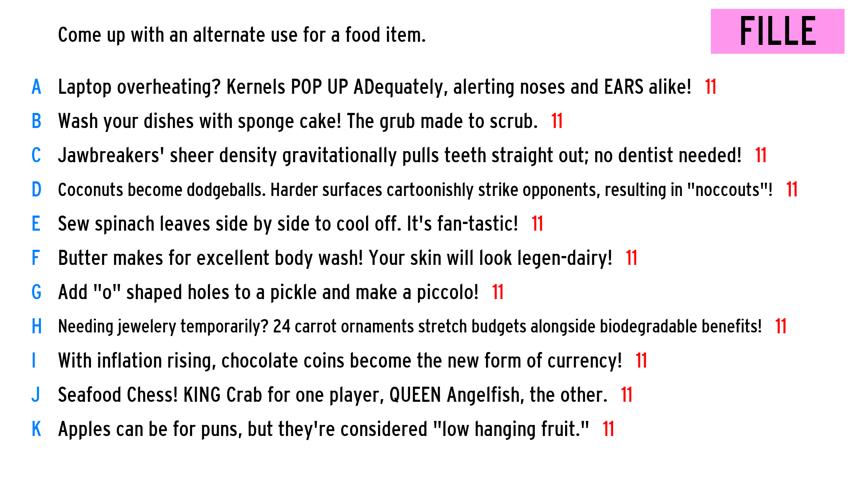 Come up with an alternate use for a food item.
FILLE
A Laptop overheating? Kernels POP UP ADequately, alerting noses and EARS alike! 11
B Wash your dishes with sponge cake! The grub made to scrub. 11
C Jawbreakers' sheer density gravitationally pulls teeth straight out; no dentist needed! 11
D Coconuts become dodgeballs. Harder surfaces cartoonishly strike opponents, resulting in "noccouts"! 11
E Sew spinach leaves side by side to cool off. It's fan-tastic! 11
F Butter makes for excellent body wash! Your skin will look legen-dairy! 11
G Add "o" shaped holes to a pickle and make a piccolo! 11
H Needing jewelery temporarily? 24 carrot ornaments stretch budgets alongside biodegradable benefits! 11
I With inflation rising, chocolate coins become the new form of currency! 11
J Seafood Chess! KING Crab for one player, QUEEN Angelfish, the other. 11
K Apples can be for puns, but they're considered "low hanging fruit." 11